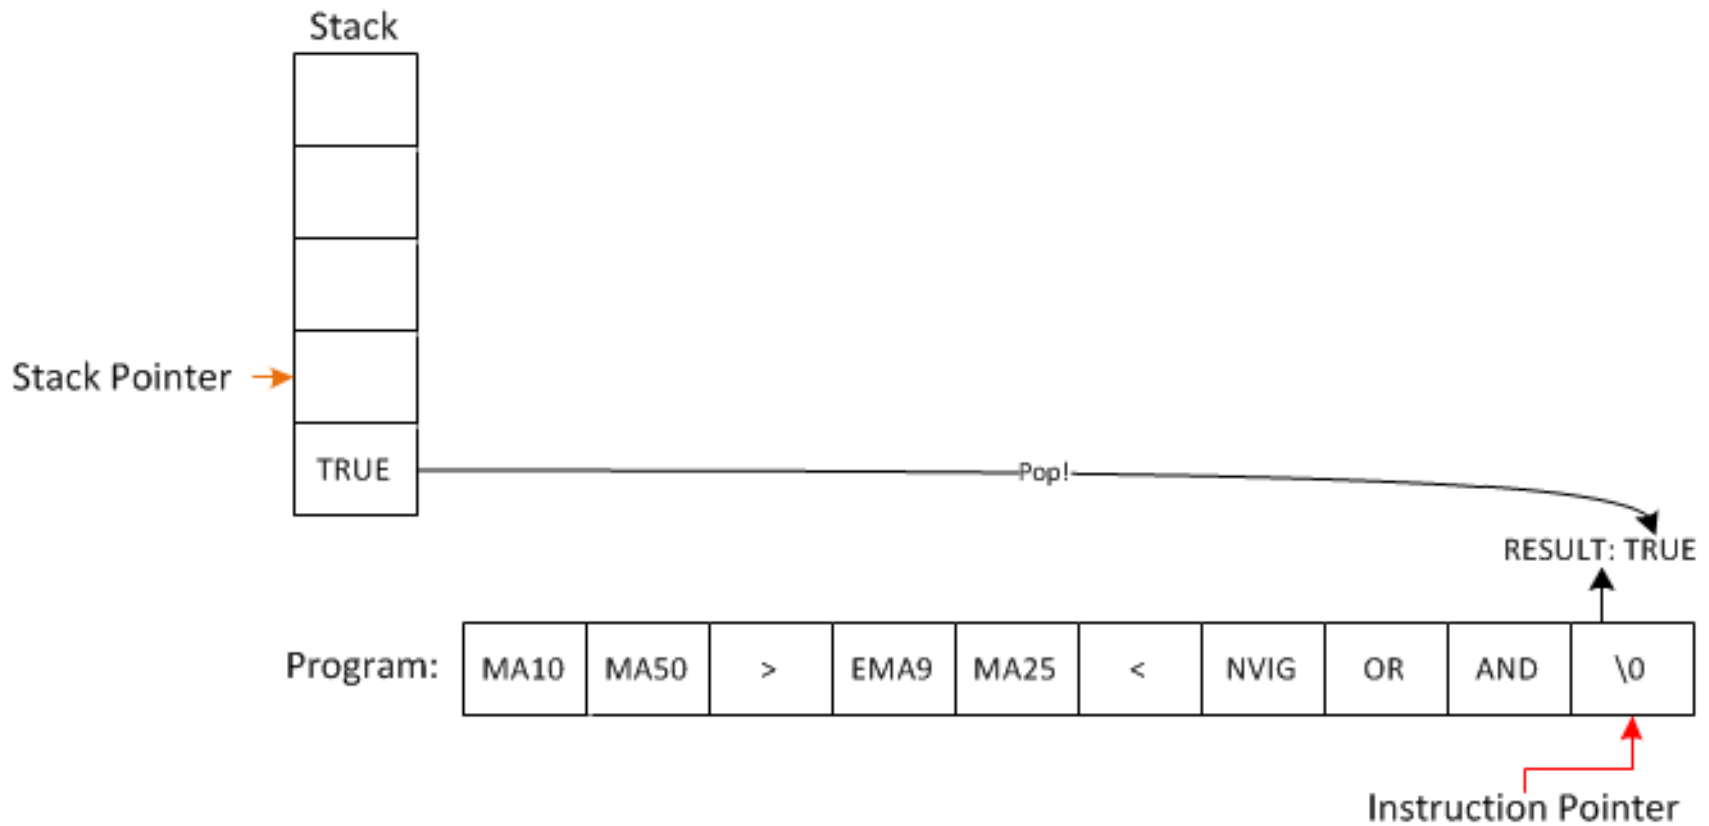 Stack
Stack Pointer
TRUE
Pop!
RESULT: TRUE
Program: MA10 MA50 > EMA9 MA25 < NVIG OR AND \0
Instruction Pointer